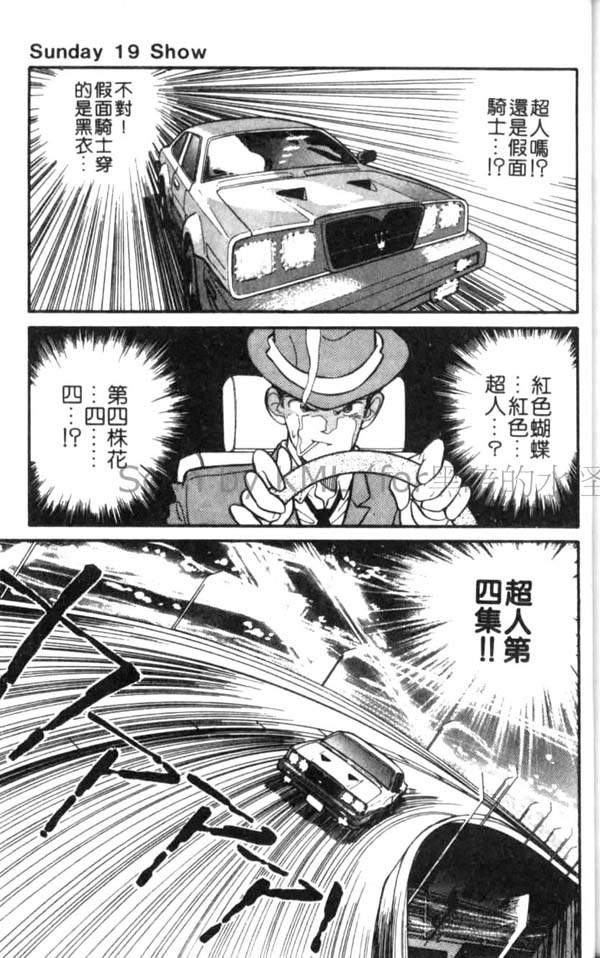 Sunday 19 Show
超人嗎!?
還是假面
騎士…!?
不對!
假面騎士穿
的是黑衣…
紅色蝴蝶
…紅色…
超人…?
第四株花
…四…
四…!?
超人第
四集!!